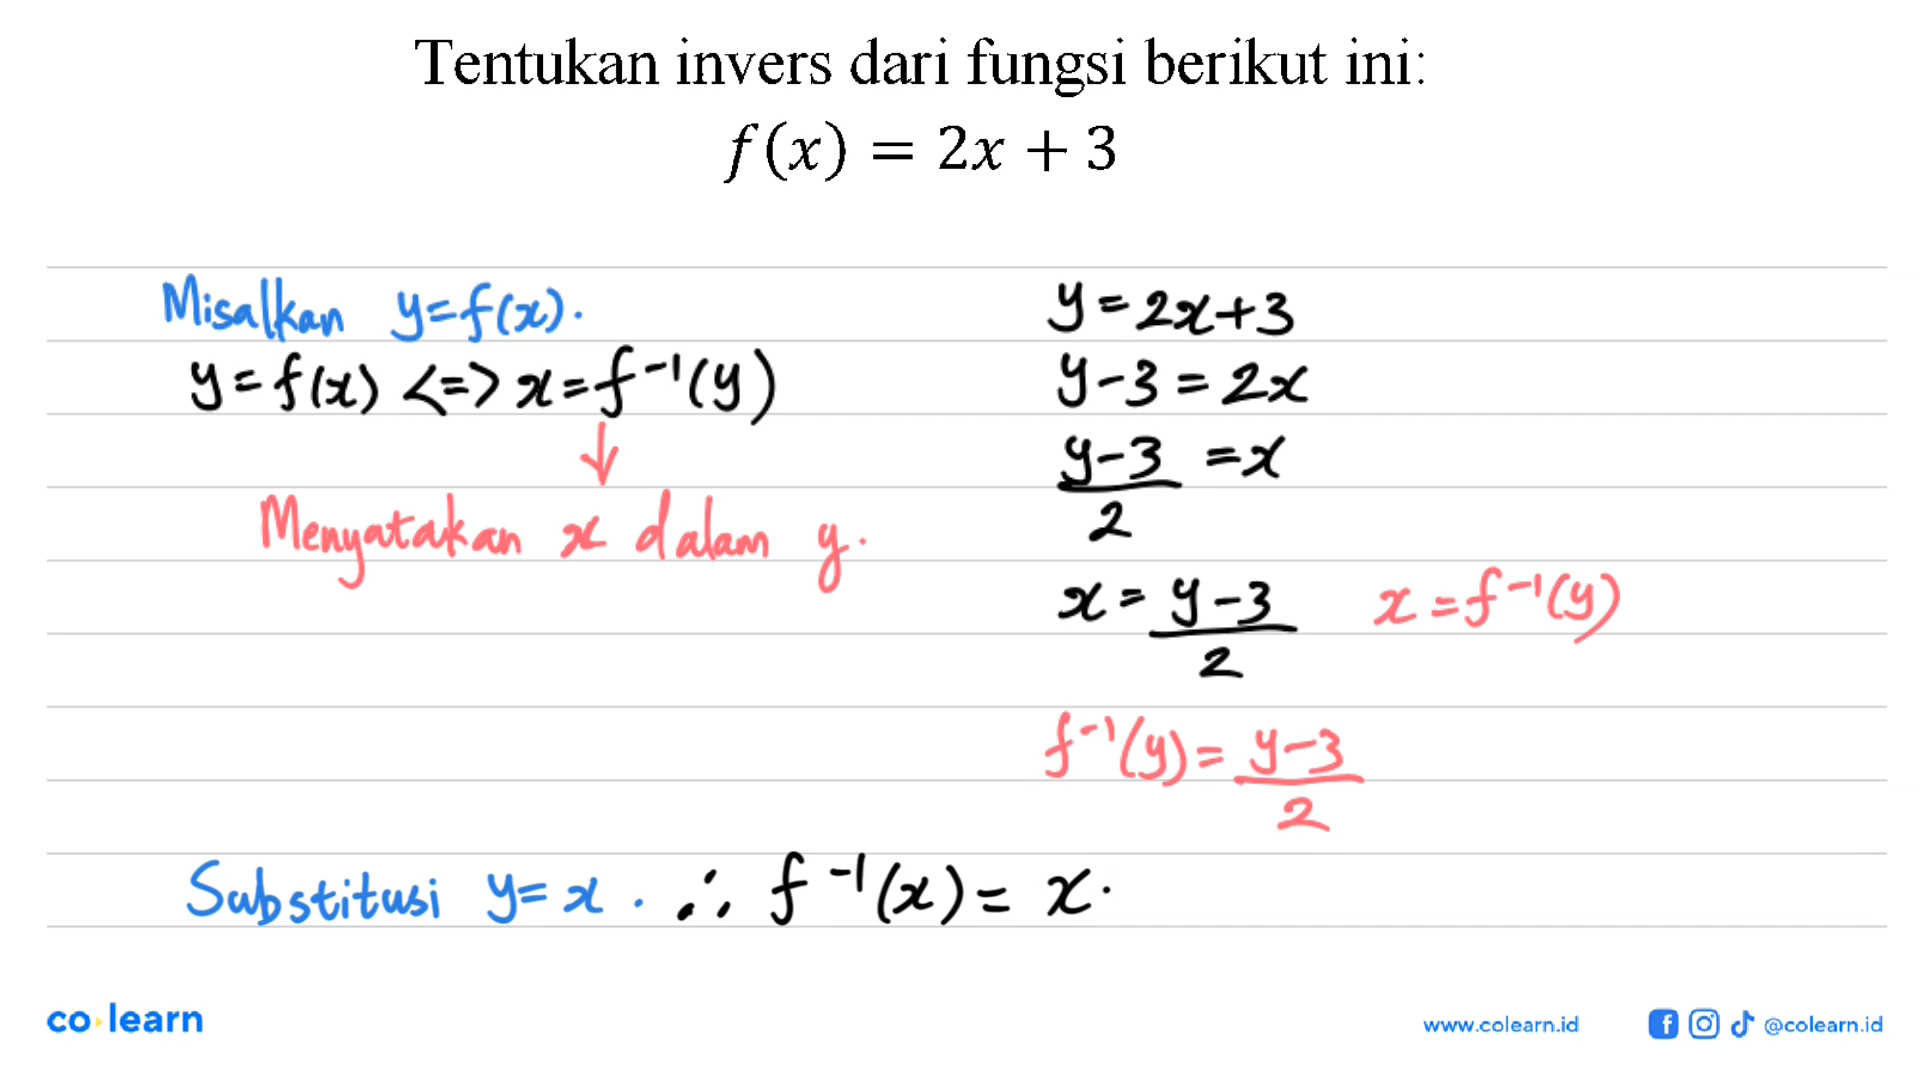 Tentukan invers dari fungsi berikut ini:
f(x) = 2x + 3
Misalkan y=f(x).
y=f(x) <=> x=f⁻¹(y)
↓
Menyatakan x dalam y.
y=2x+3
y-3=2x
y-3/2 =x
x=y-3/2 x=f⁻¹(y)
f⁻¹(y)=y-3/2
Substitusi y=x. ∴ f⁻¹(x)= x.
co learn
www.colearn.id @colearn.id